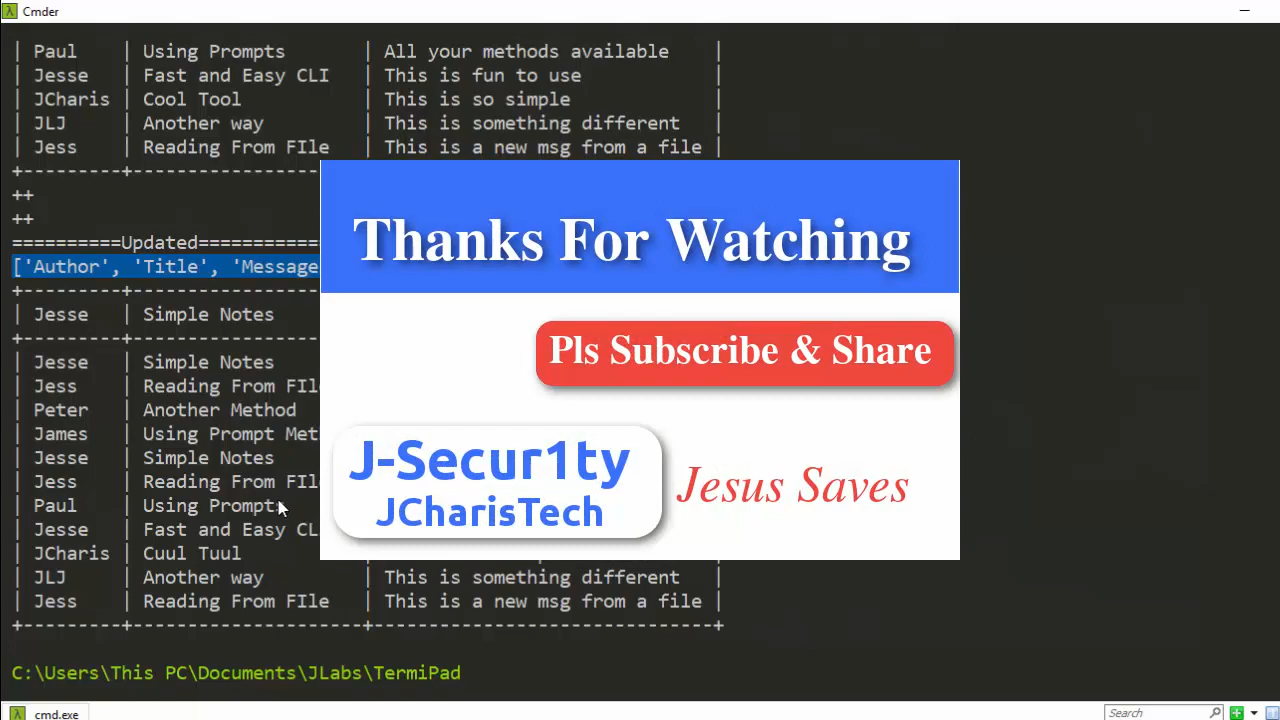 Cmder
| Paul | Using Prompts | All your methods available |
| Jesse | Fast and Easy CLI | This is fun to use |
| JCharis | Cool Tool | This is so simple |
| JLJ | Another way | This is something different |
| Jess | Reading From FIle | This is a new msg from a file |
+---------+---------------------
++
++
==========Updated===========
['Author', 'Title', 'Message
+---------+---------------------
| Jesse | Simple Notes
+---------+---------------------
| Jesse | Simple Notes
| Jess | Reading From FIle
| Peter | Another Method
| James | Using Prompt Met
| Jesse | Simple Notes
| Jess | Reading From FIle
| Paul | Using Prompts
| Jesse | Fast and Easy CL
| JCharis | Cuul Tuul
| JLJ | Another way | This is something different |
| Jess | Reading From FIle | This is a new msg from a file |
+---------+---------------------+-------------------------------+
C:\Users\This PC\Documents\JLabs\TermiPad
cmd.exe
Search
Thanks For Watching
Pls Subscribe & Share
J-Secur1ty
JCharisTech
Jesus Saves